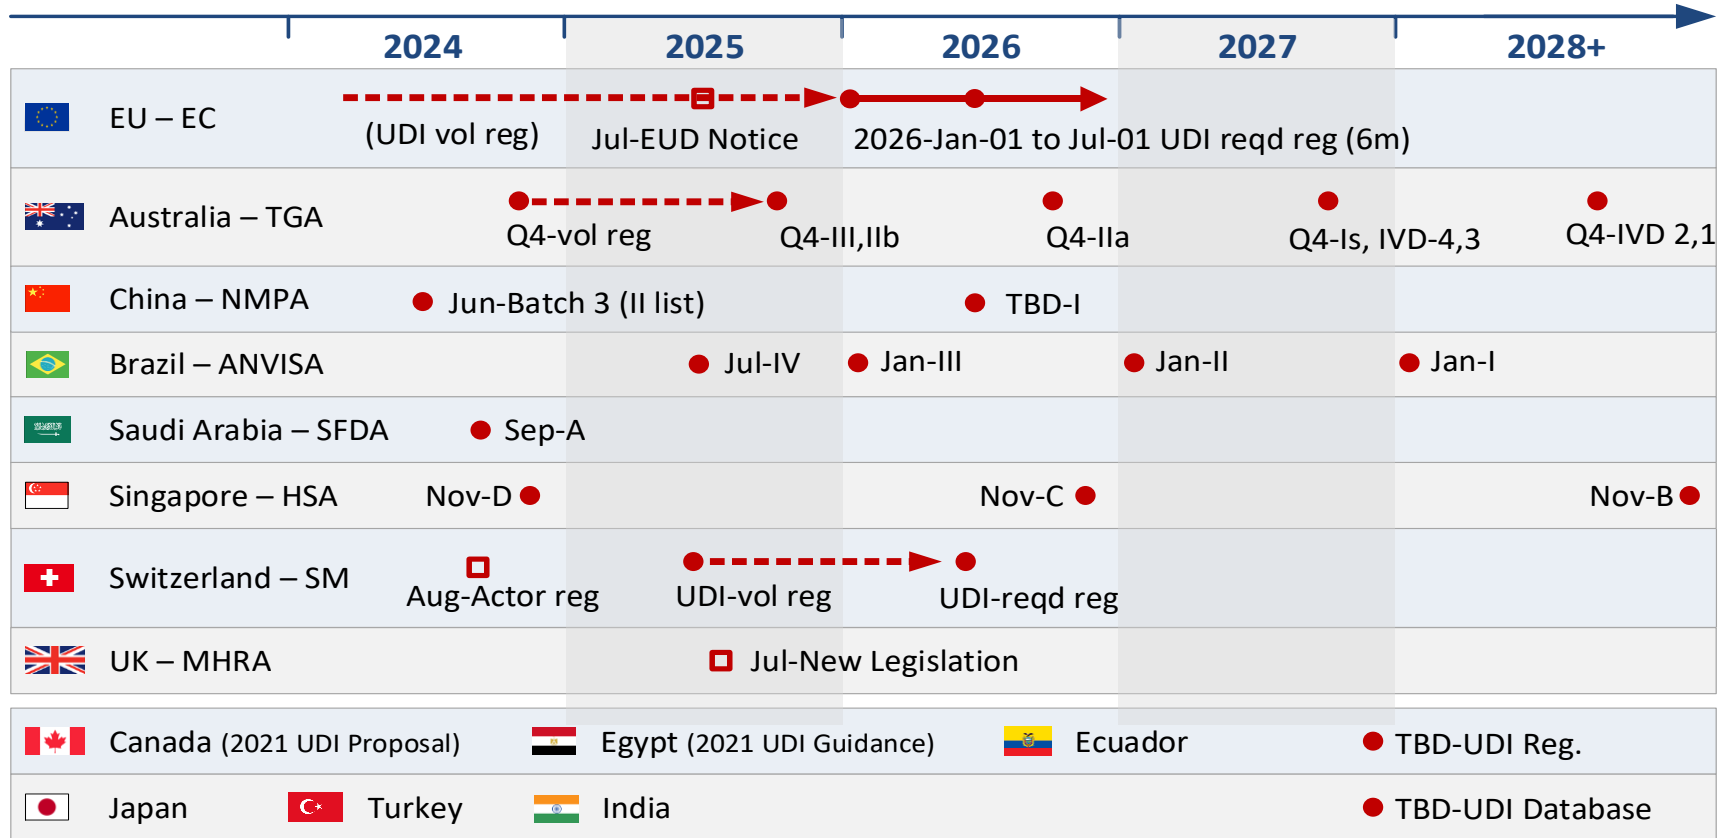 2024 2025 2026 2027 2028+
EU – EC
(UDI vol reg) Jul-EUD Notice 2026-Jan-01 to Jul-01 UDI reqd reg (6m)
Australia – TGA
Q4-vol reg Q4-III,IIb Q4-IIa Q4-Is, IVD-4,3 Q4-IVD 2,1
China – NMPA Jun-Batch 3 (II list) TBD-I
Brazil – ANVISA Jul-IV Jan-III Jan-II Jan-I
Saudi Arabia – SFDA Sep-A
Singapore – HSA Nov-D Nov-C Nov-B
Switzerland – SM
Aug-Actor reg UDI-vol reg UDI-reqd reg
UK – MHRA Jul-New Legislation
Canada (2021 UDI Proposal) Egypt (2021 UDI Guidance) Ecuador TBD-UDI Reg.
Japan Turkey India TBD-UDI Database